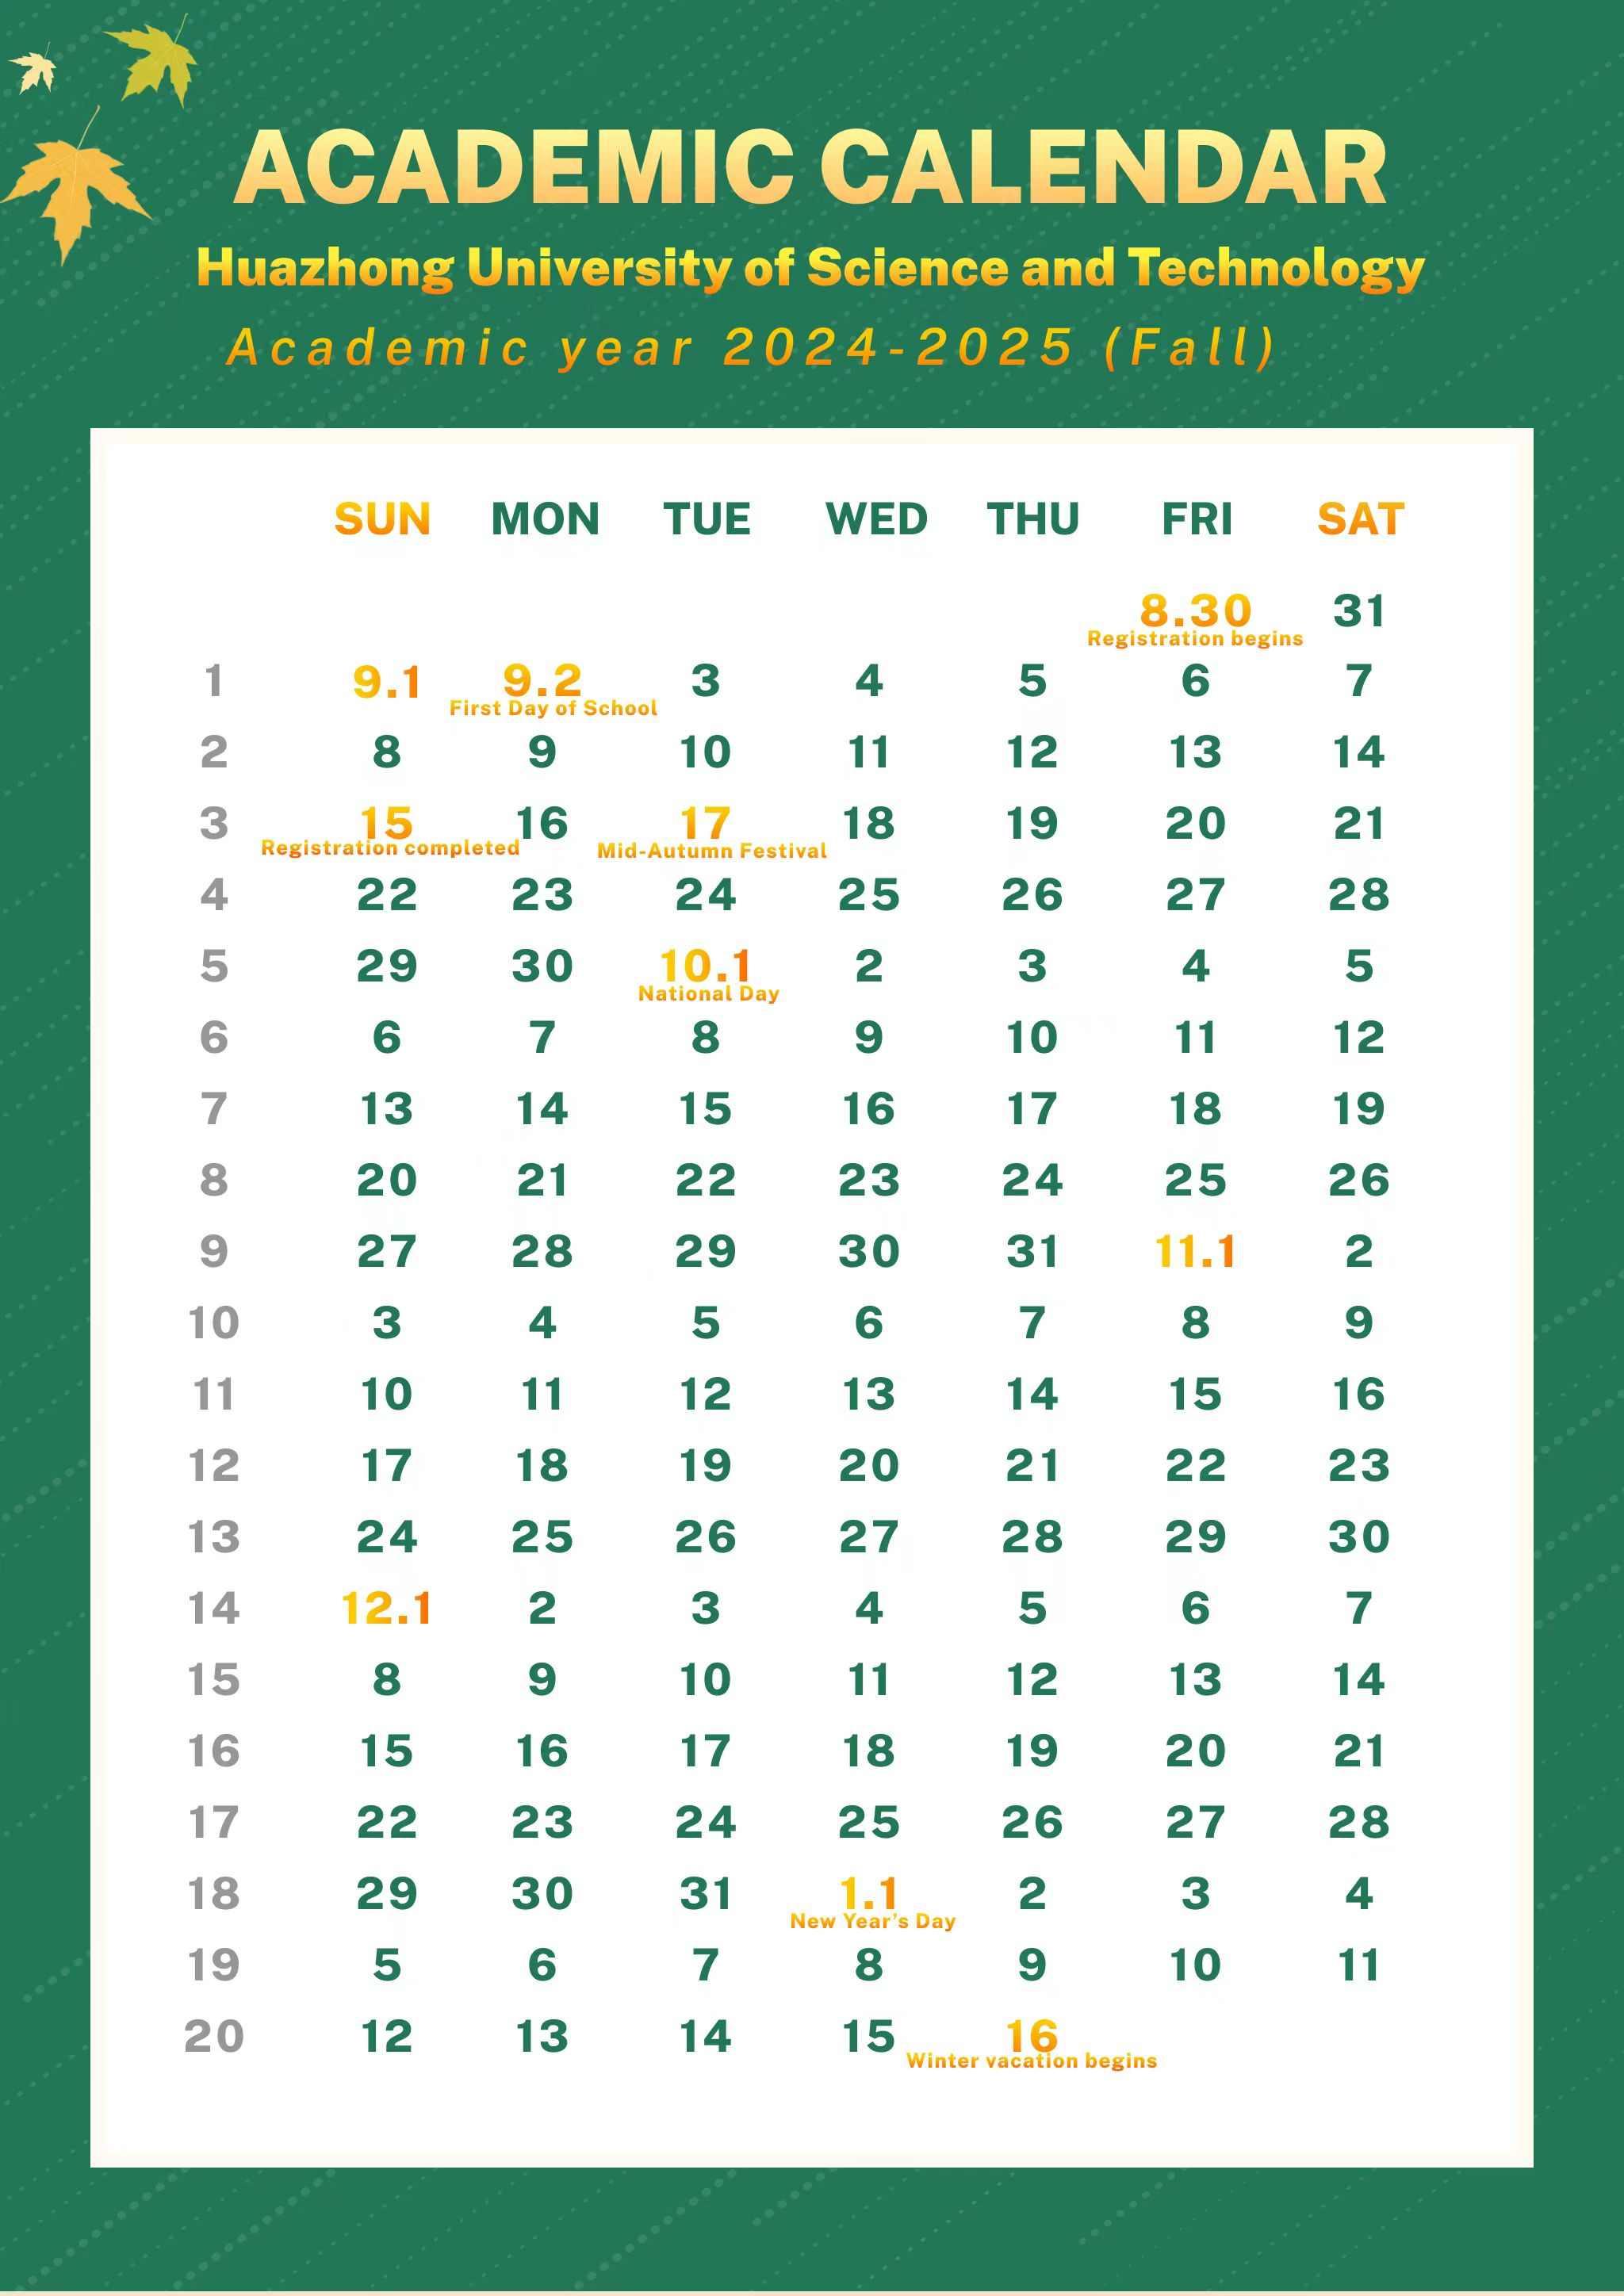 ACADEMIC CALENDAR
Huazhong University of Science and Technology
Academic year 2024-2025 (Fall)
SUN MON TUE WED THU FRI SAT
8.30 31
Registration begins
1 9.1 9.2 3 4 5 6 7
First Day of School
2 8 9 10 11 12 13 14
3 15 16 17 18 19 20 21
Registration completed Mid-Autumn Festival
4 22 23 24 25 26 27 28
5 29 30 10.1 2 3 4 5
National Day
6 6 7 8 9 10 11 12
7 13 14 15 16 17 18 19
8 20 21 22 23 24 25 26
9 27 28 29 30 31 11.1 2
10 3 4 5 6 7 8 9
11 10 11 12 13 14 15 16
12 17 18 19 20 21 22 23
13 24 25 26 27 28 29 30
14 12.1 2 3 4 5 6 7
15 8 9 10 11 12 13 14
16 15 16 17 18 19 20 21
17 22 23 24 25 26 27 28
18 29 30 31 1.1 2 3 4
New Year's Day
19 5 6 7 8 9 10 11
20 12 13 14 15 16
Winter vacation begins